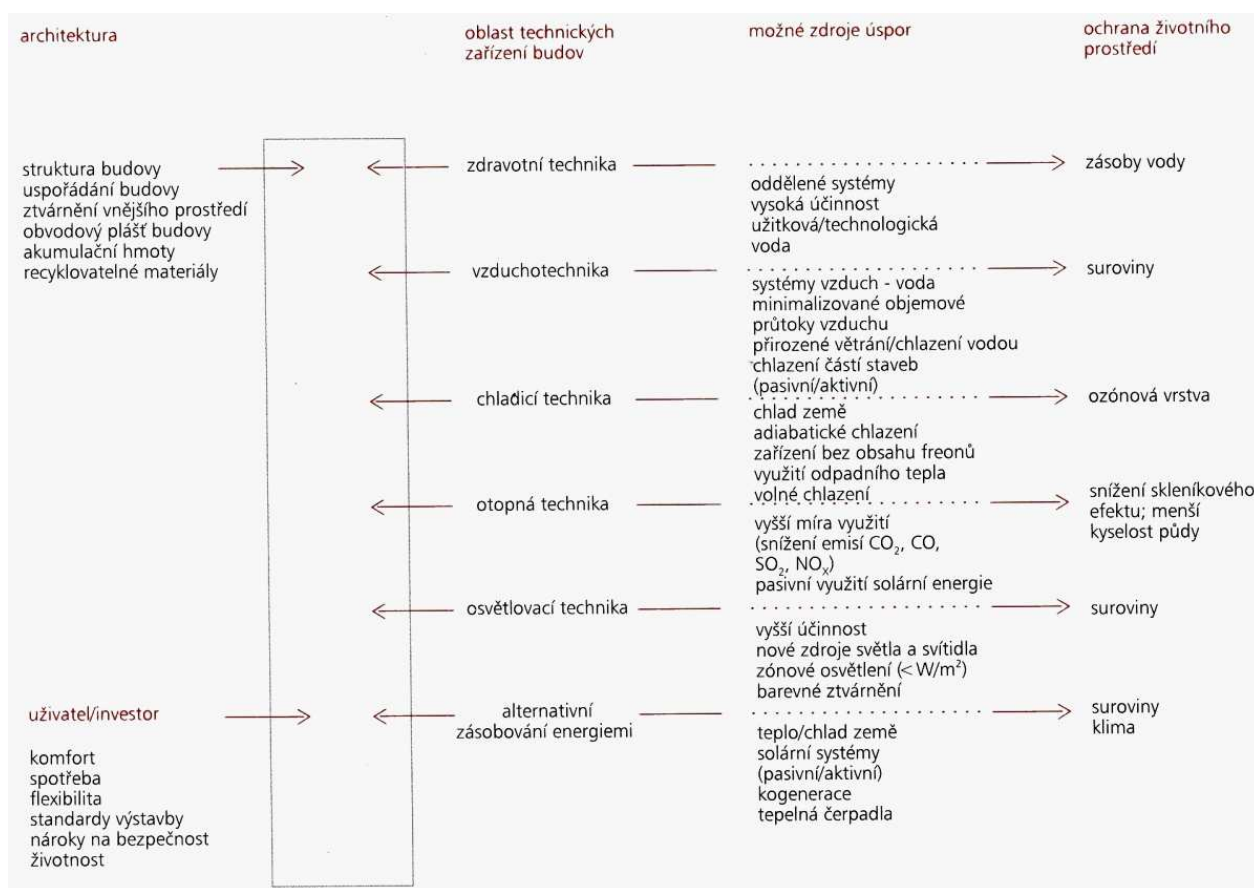 architektura
oblast technických
zařízení budov
možné zdroje úspor
ochrana životního
prostředí
struktura budovy
uspořádání budovy
ztvárnění vnějšího prostředí
obvodový plášť budovy
akumulační hmoty
recyklovatelné materiály
zdravotní technika
oddělené systémy
vysoká účinnost
užitková/technologická
voda
zásoby vody
vzduchotechnika
systémy vzduch - voda
minimalizované objemové
průtoky vzduchu
přirozené větrání/chlazení vodou
chlazení částí staveb
(pasivní/aktivní)
suroviny
chladicí technika
chlad země
adiabatické chlazení
zařízení bez obsahu freonů
využití odpadního tepla
volné chlazení
ozónová vrstva
otopná technika
vyšší míra využití
(snížení emisí CO₂, CO,
SO₂, NOₓ)
pasivní využití solární energie
snížení skleníkového
efektu; menší
kyselost půdy
osvětlovací technika
vyšší účinnost
nové zdroje světla a svítidla
zónové osvětlení (< W/m²)
barevné ztvárnění
suroviny
uživatel/investor
komfort
spotřeba
flexibilita
standardy výstavby
nároky na bezpečnost
životnost
alternativní
zásobování energiemi
teplo/chlad země
solární systémy
(pasivní/aktivní)
kogenerace
tepelná čerpadla
suroviny
klima